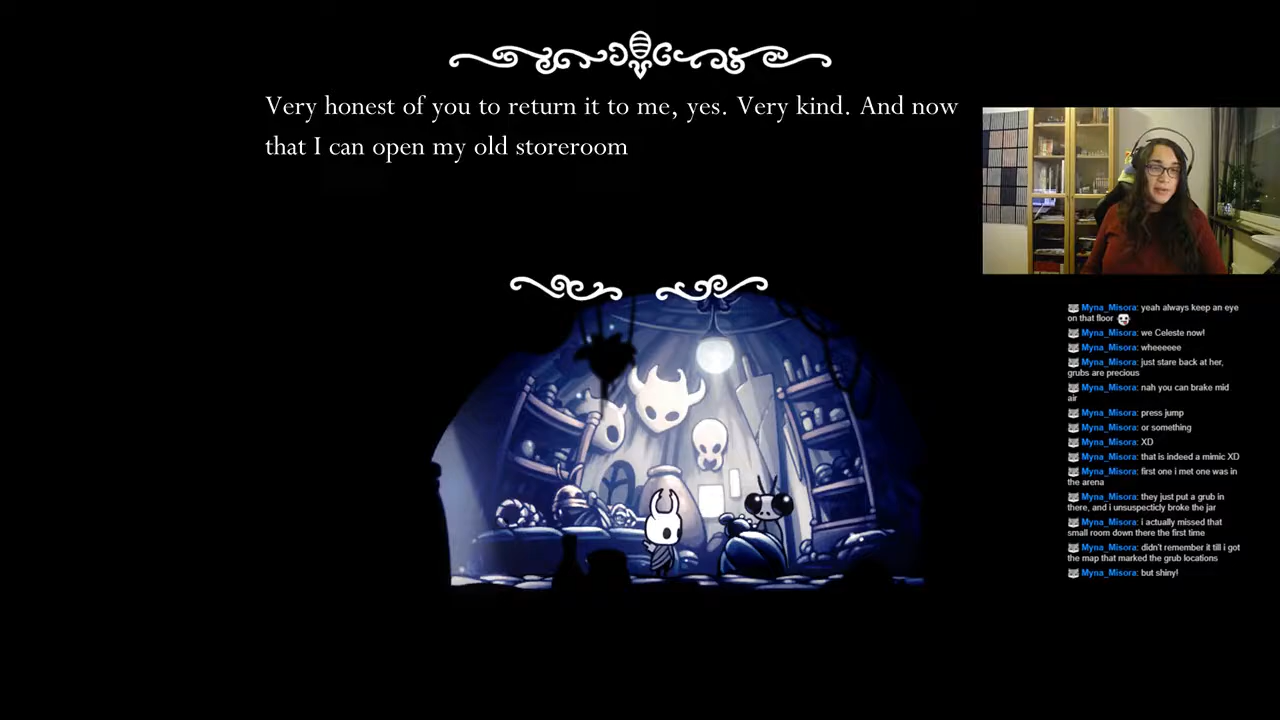 Very honest of you to return it to me, yes. Very kind. And now
that I can open my old storeroom
Myna_Misora: yeah always keep an eye
on that floor
Myna_Misora: we Celeste now!
Myna_Misora: wheeeeee
Myna_Misora: just stare back at her,
grubs are precious
Myna_Misora: nah you can brake mid
air
Myna_Misora: press jump
Myna_Misora: or something
Myna_Misora: XD
Myna_Misora: that is indeed a mimic XD
Myna_Misora: first one i met one was in
the arena
Myna_Misora: they just put a grub in
there, and i unsuspecticly broke the jar
Myna_Misora: i actually missed that
small room down there the first time
Myna_Misora: didn't remember it till i got
the map that marked the grub locations
Myna_Misora: but shiny!